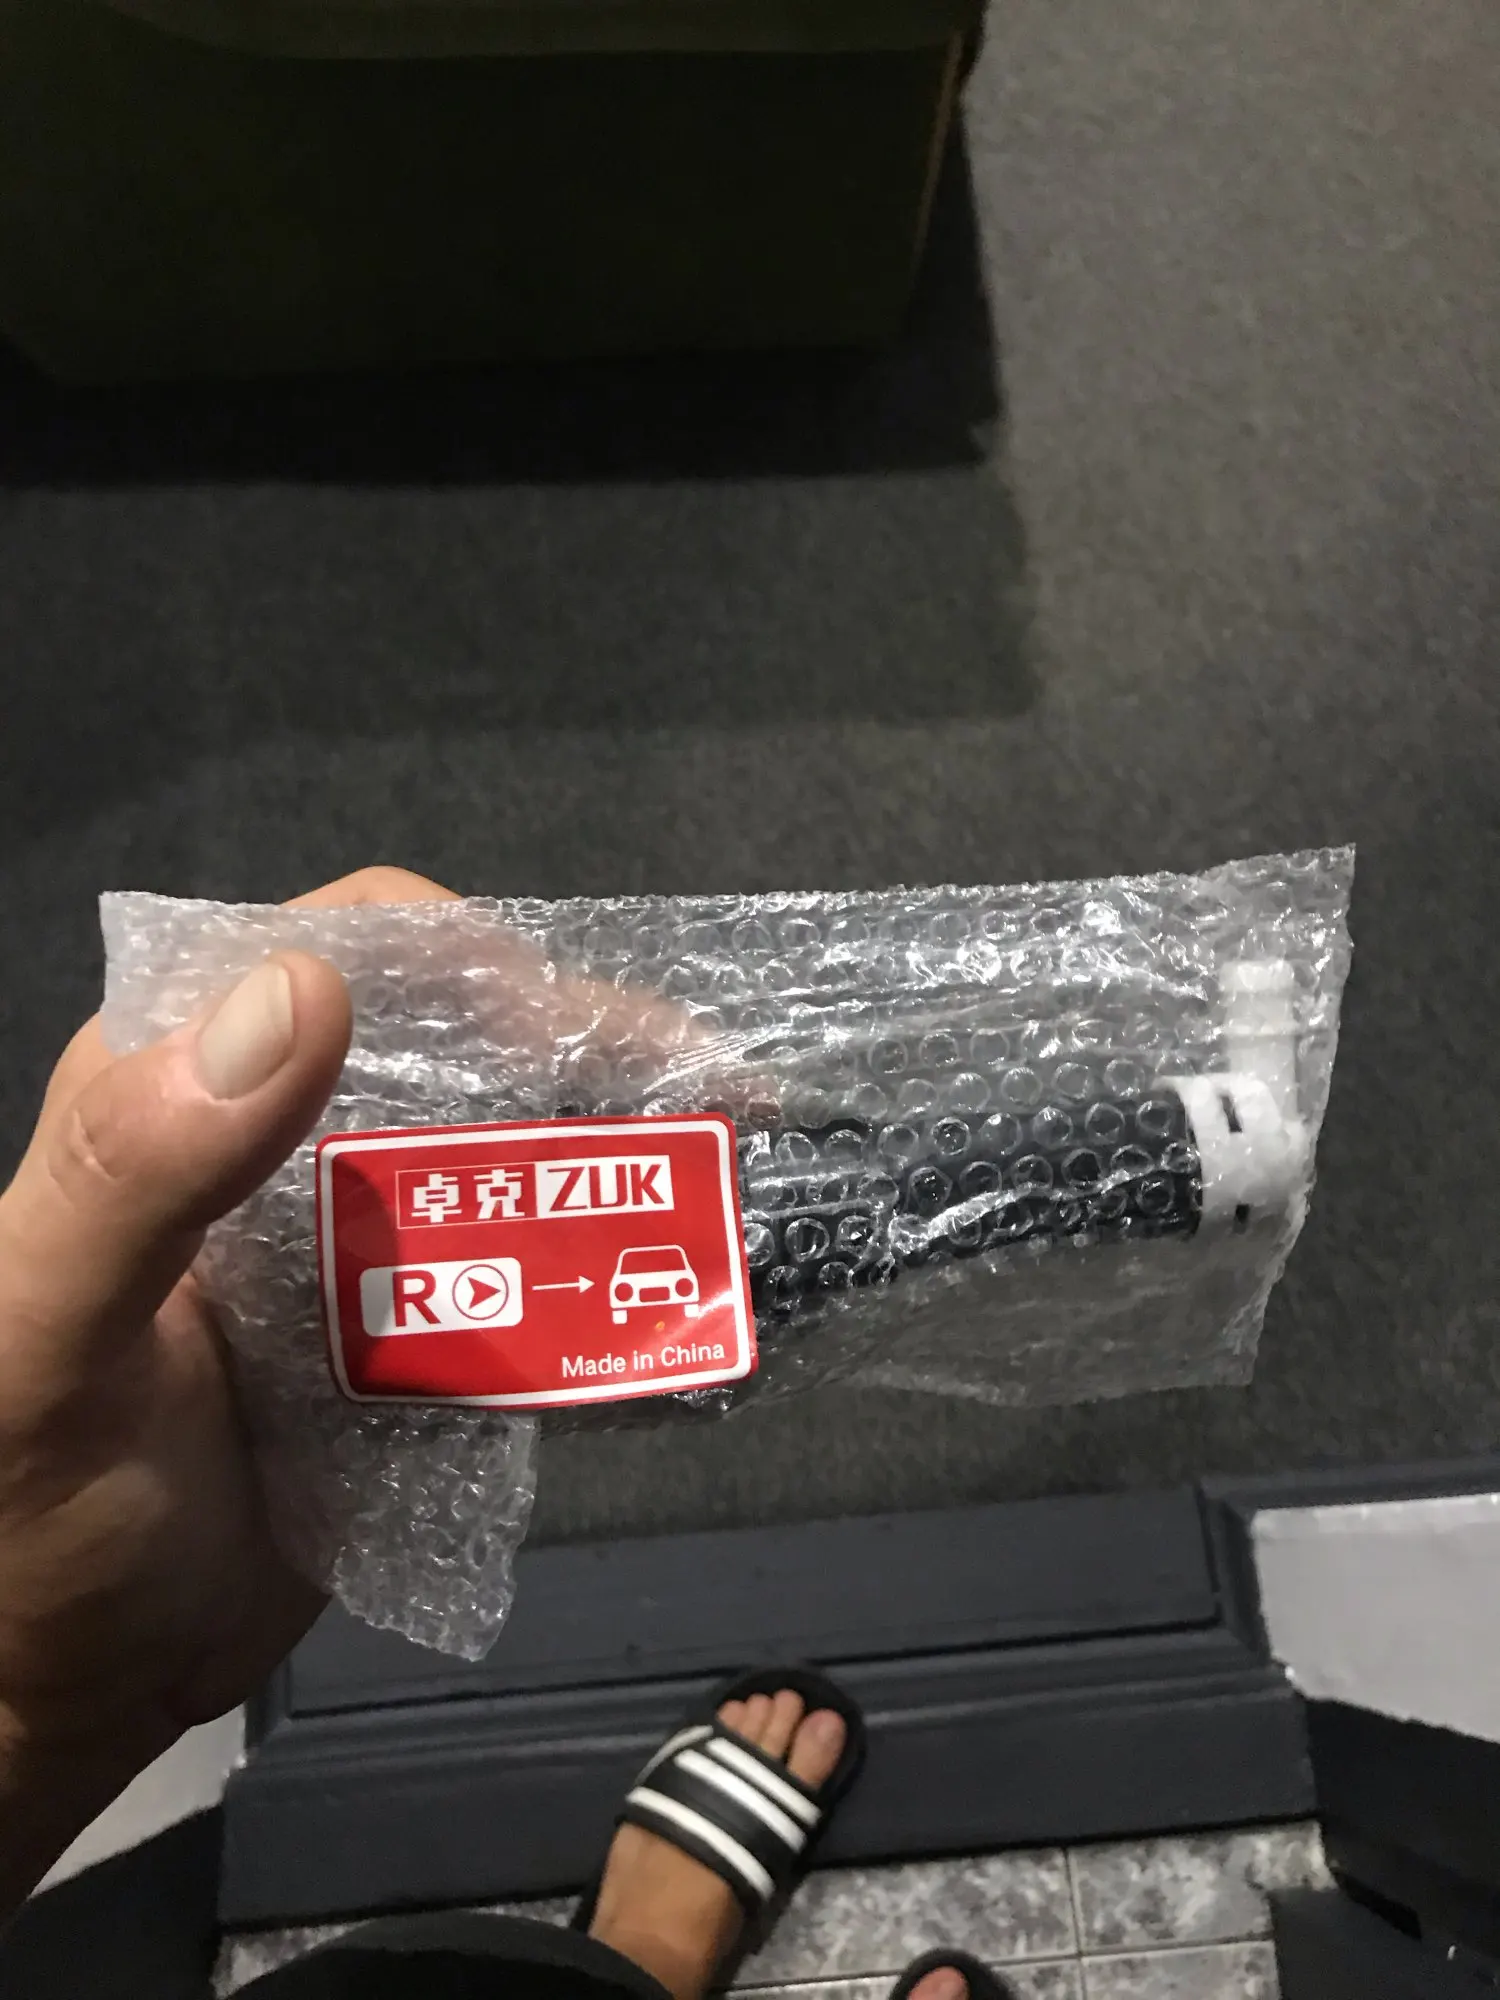 卓克 ZUK
R
Made in China